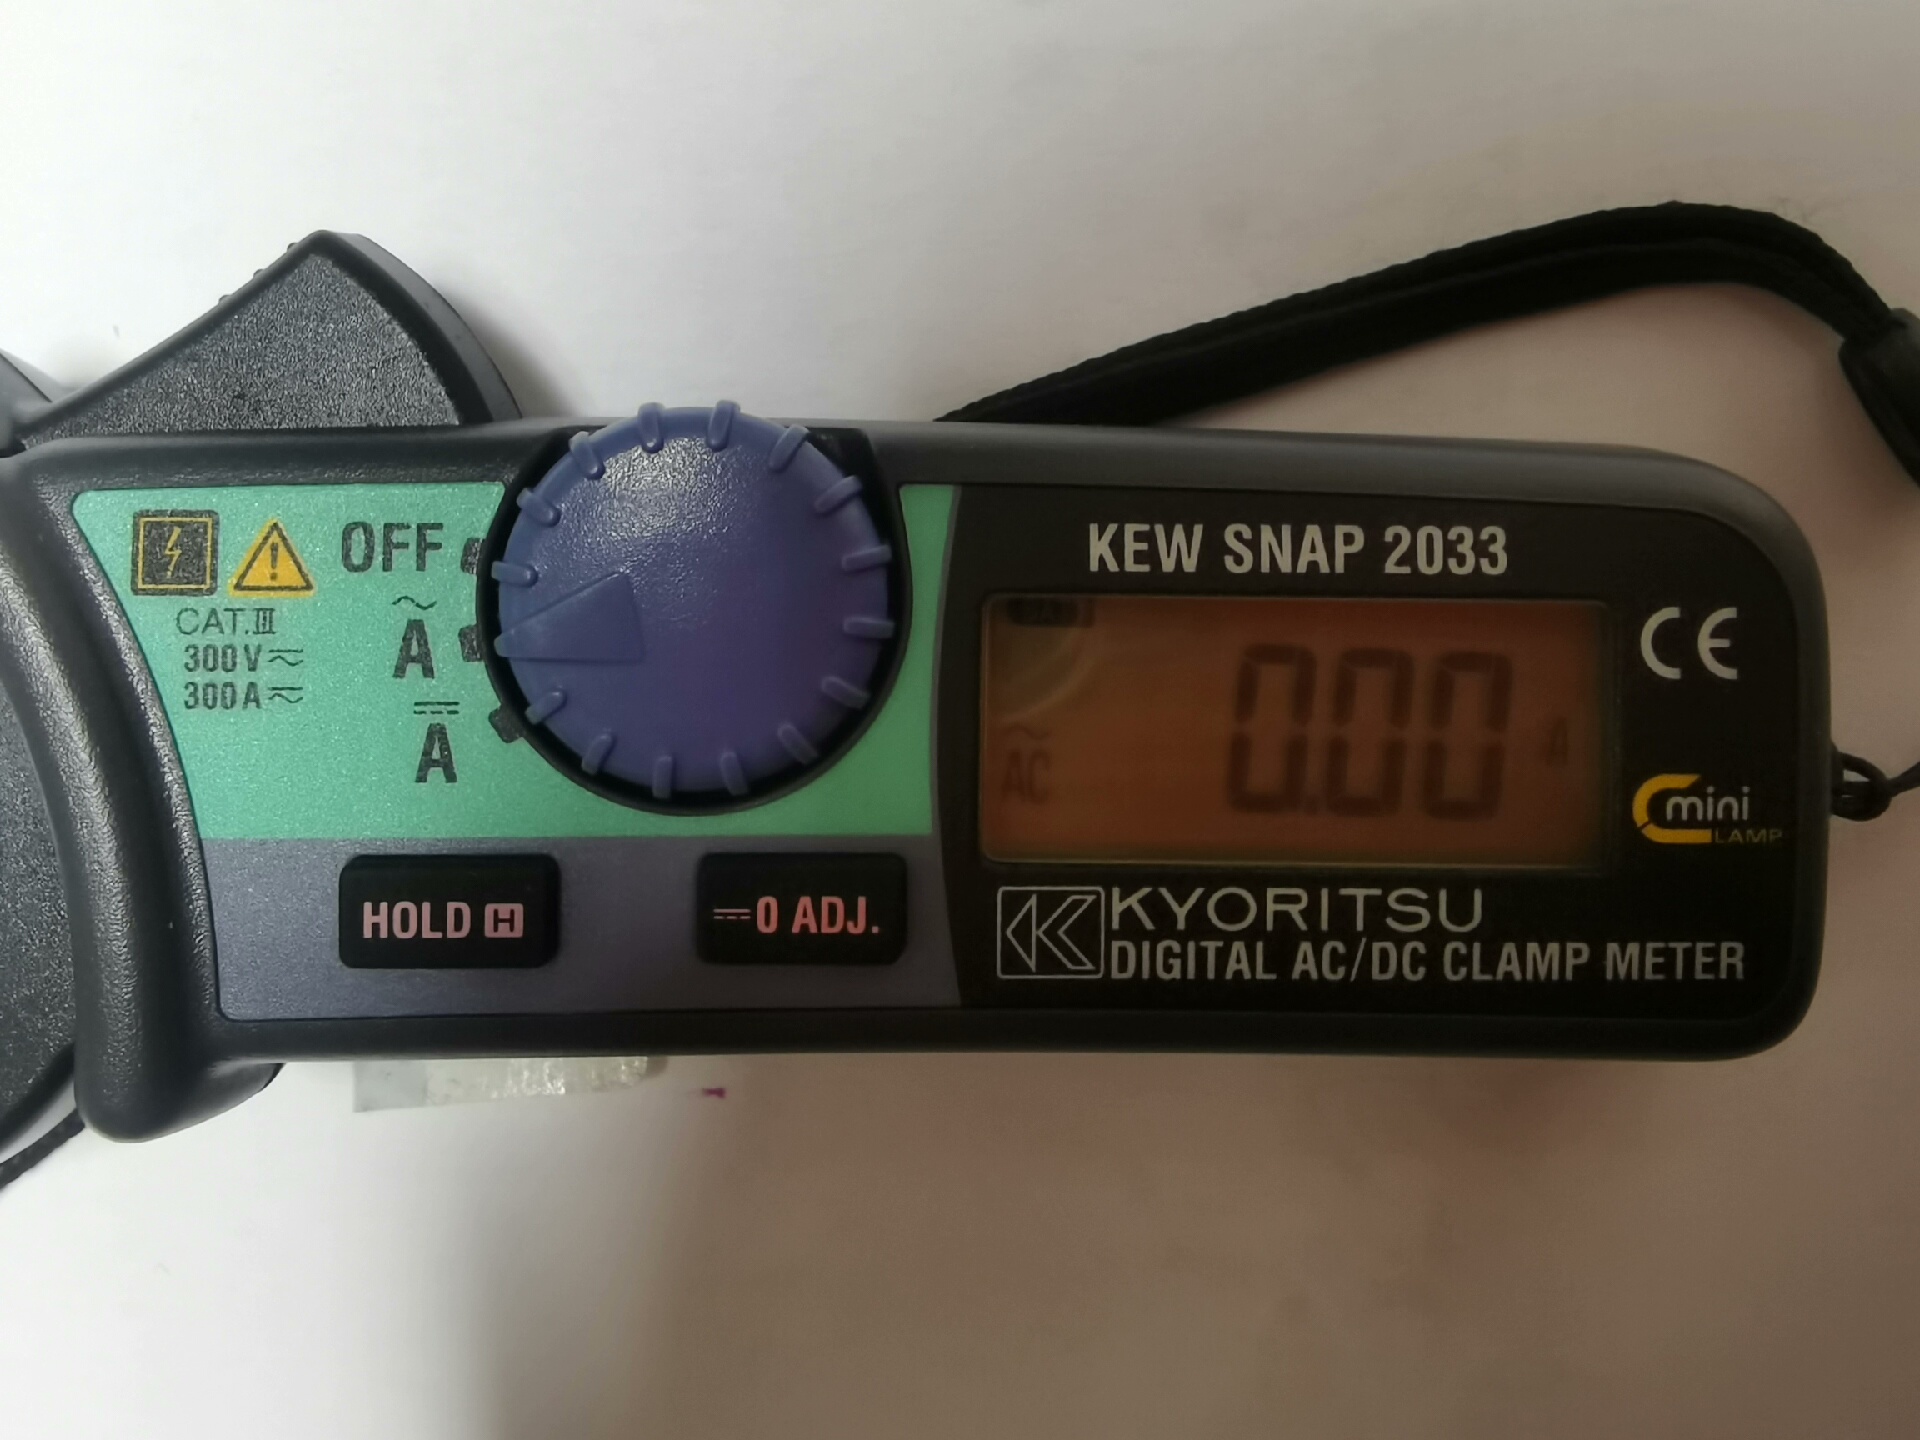 OFF
CAT.III
300V
300A
A
A
HOLD H
0 ADJ.
KEW SNAP 2033
AC
0.00 A
CE
mini
CLAMP
K KYORITSU
DIGITAL AC/DC CLAMP METER